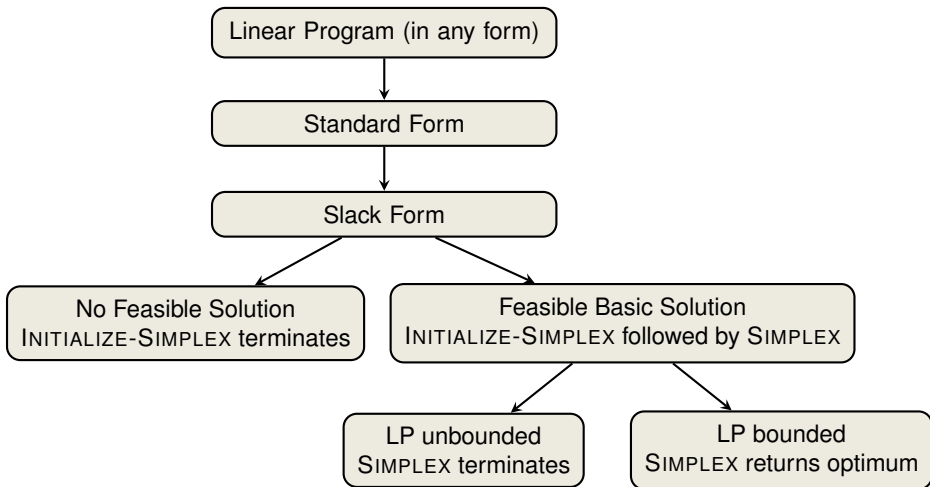 Linear Program (in any form)
Standard Form
Slack Form
No Feasible Solution
INITIALIZE-SIMPLEX terminates
Feasible Basic Solution
INITIALIZE-SIMPLEX followed by SIMPLEX
LP unbounded
SIMPLEX terminates
LP bounded
SIMPLEX returns optimum